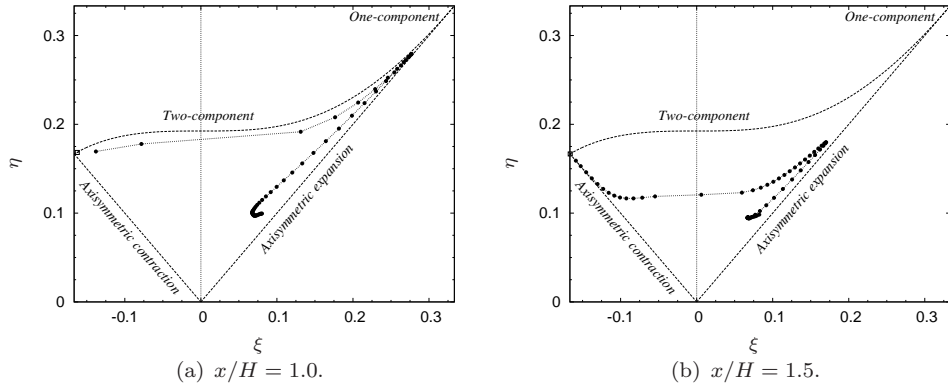 One-component
Two-component
Axisymmetric contraction
Axisymmetric expansion
η
0.3
0.2
0.1
0
-0.1 0 0.1 0.2 0.3
ξ
(a) x/H = 1.0.
One-component
Two-component
Axisymmetric contraction
Axisymmetric expansion
η
0.3
0.2
0.1
0
-0.1 0 0.1 0.2 0.3
ξ
(b) x/H = 1.5.